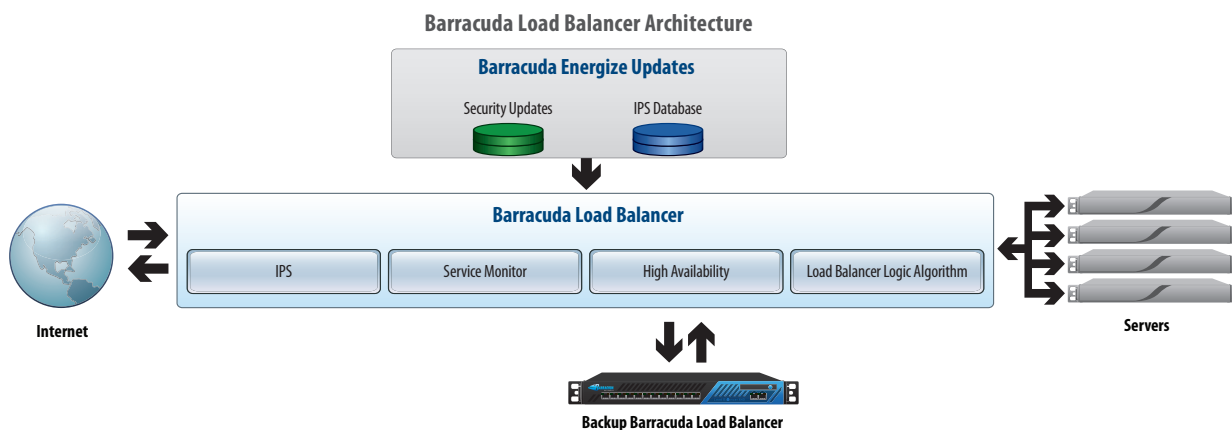 Barracuda Load Balancer Architecture
Barracuda Energize Updates
Security Updates
IPS Database
Barracuda Load Balancer
IPS
Service Monitor
High Availability
Load Balancer Logic Algorithm
Internet
Servers
Backup Barracuda Load Balancer